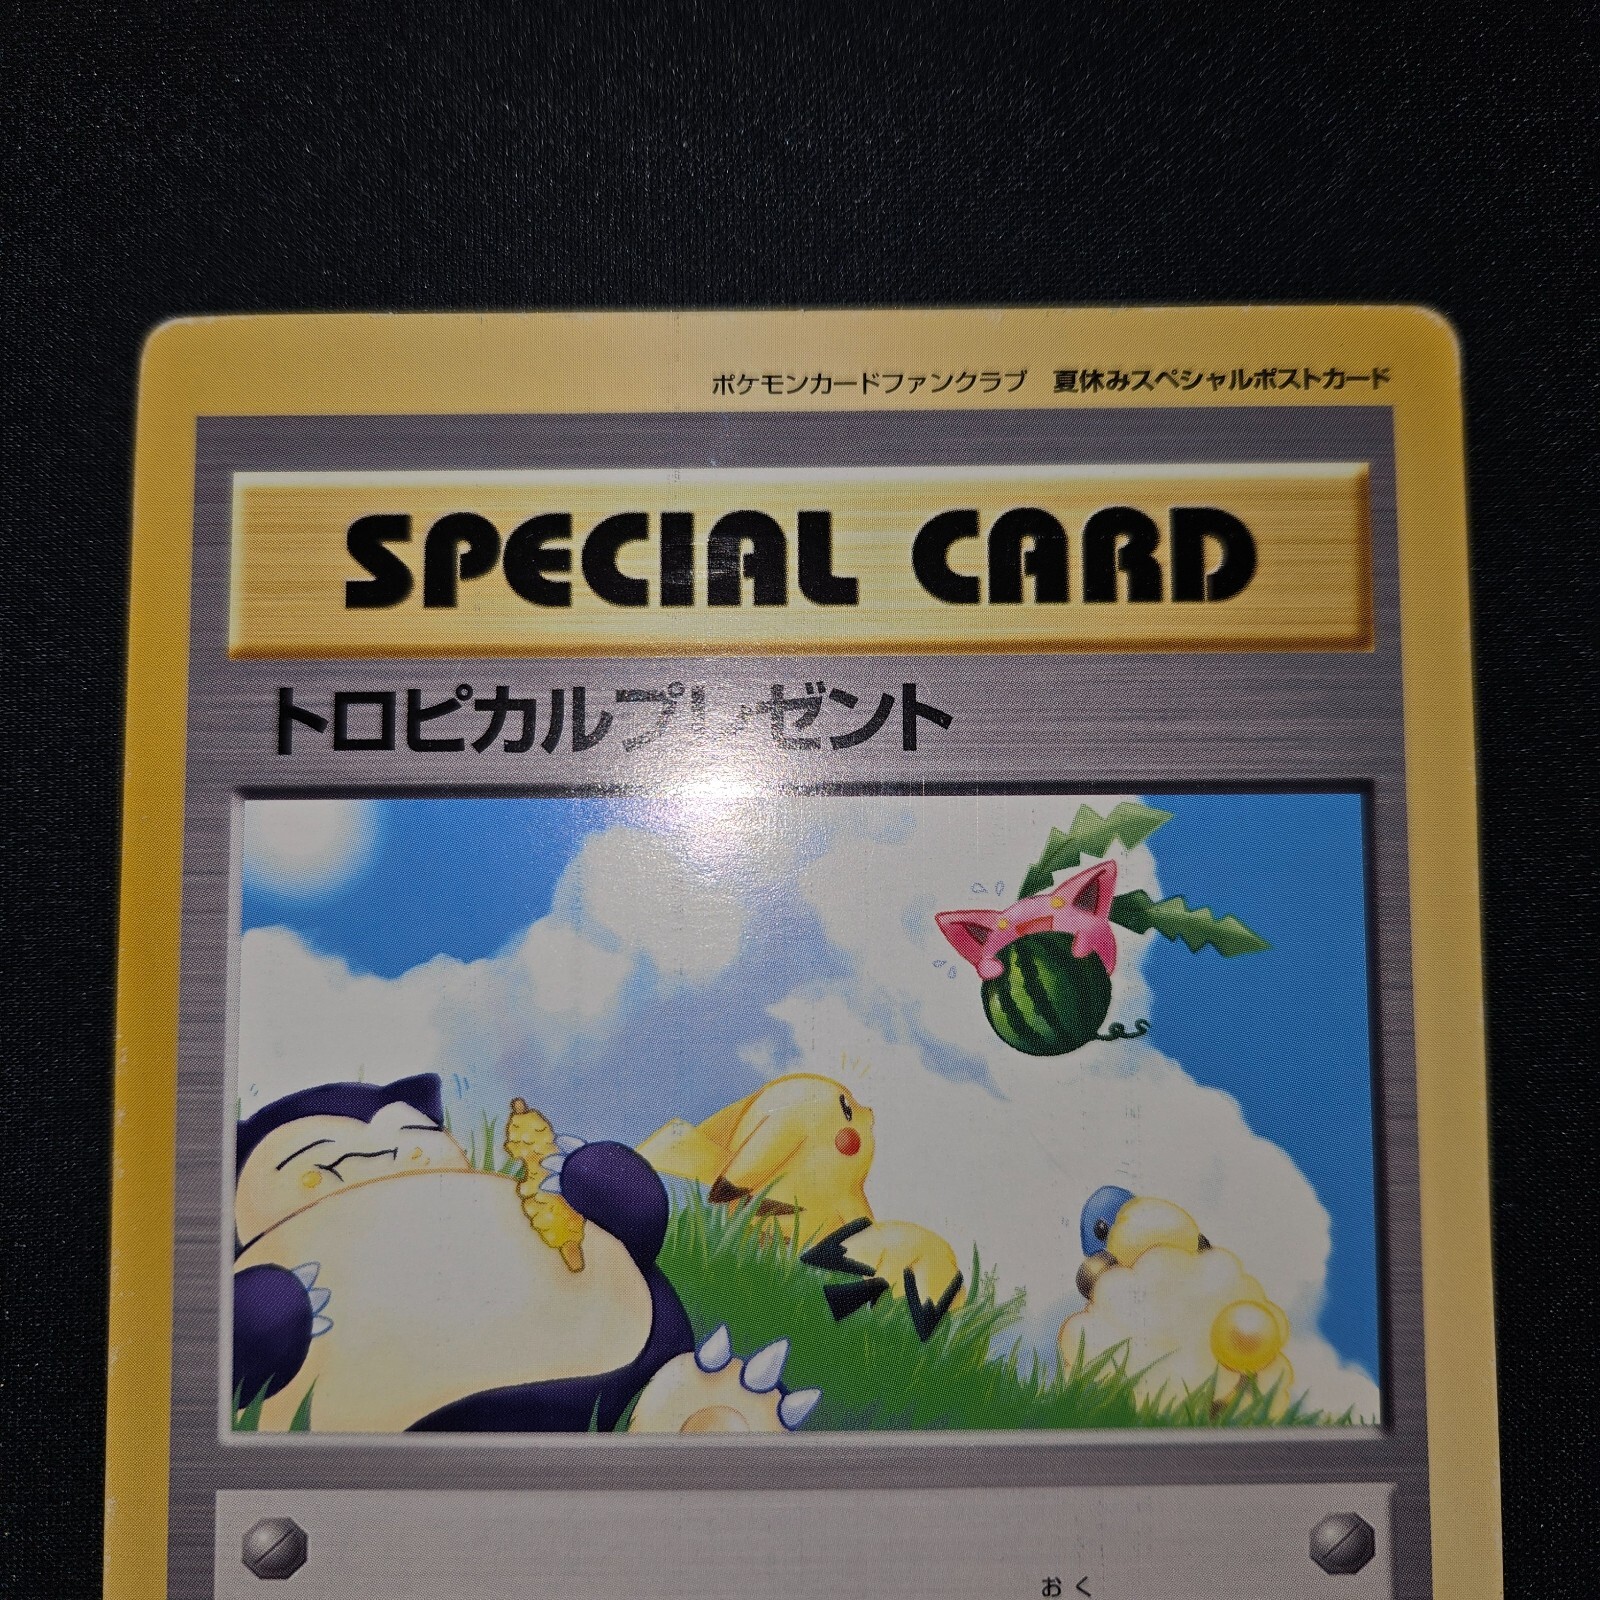 ポケモンカードファンクラブ 夏休みスペシャルポストカード
SPECIAL CARD
トロピカルプレゼント
おく